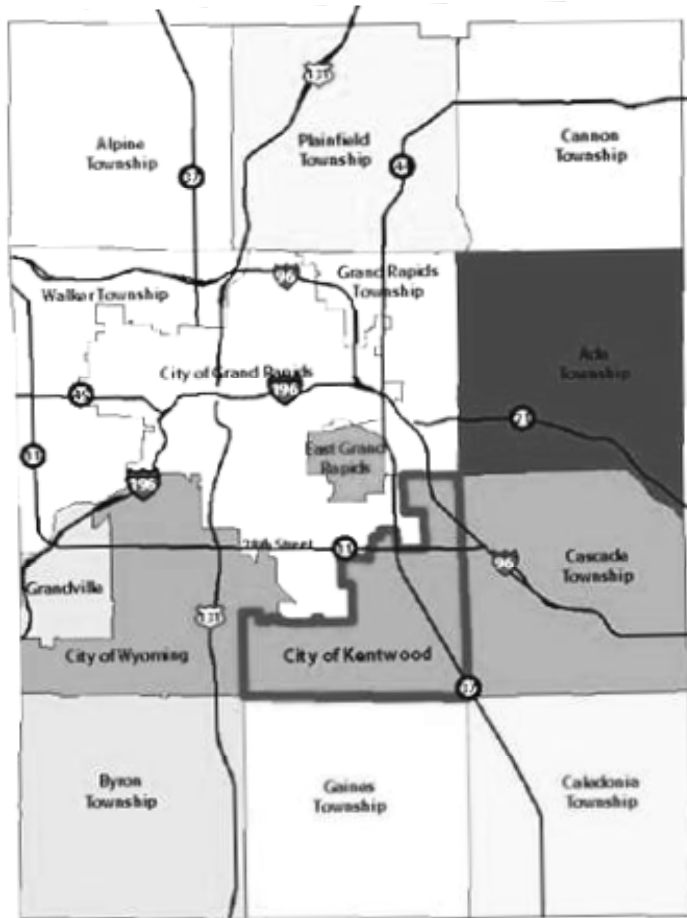 131
Alpine
Township
Plainfield
Township
Cannon
Township
37
44
Walker Township
96
Grand Rapids
Township
City of Grand Rapids
196
Ada
Township
45
21
11
East Grand
Rapids
196
28th Street
11
96
Cascade
Township
Grandville
131
City of Wyoming
City of Kentwood
37
Byron
Township
Gaines
Township
Caledonia
Township